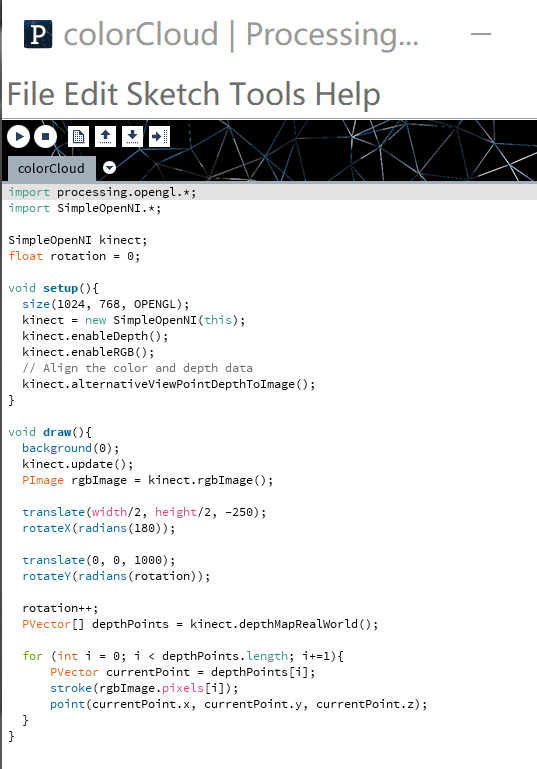 P colorCloud | Processing...
File Edit Sketch Tools Help
colorCloud
import processing.opengl.*;
import SimpleOpenNI.*;

SimpleOpenNI kinect;
float rotation = 0;

void setup(){
  size(1024, 768, OPENGL);
  kinect = new SimpleOpenNI(this);
  kinect.enableDepth();
  kinect.enableRGB();
  // Align the color and depth data
  kinect.alternativeViewPointDepthToImage();
}

void draw(){
  background(0);
  kinect.update();
  PImage rgbImage = kinect.rgbImage();

  translate(width/2, height/2, -250);
  rotateX(radians(180));

  translate(0, 0, 1000);
  rotateY(radians(rotation));

  rotation++;
  PVector[] depthPoints = kinect.depthMapRealWorld();

  for (int i = 0; i < depthPoints.length; i+=1){
      PVector currentPoint = depthPoints[i];
      stroke(rgbImage.pixels[i]);
      point(currentPoint.x, currentPoint.y, currentPoint.z);
  }
}